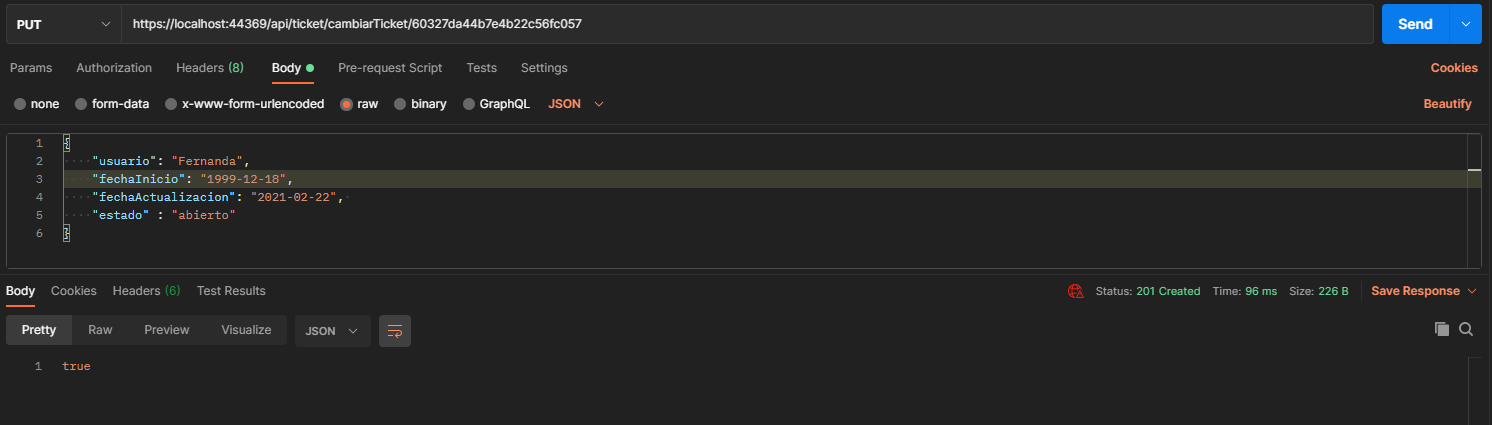 PUT https://localhost:44369/api/ticket/cambiarTicket/60327da44b7e4b22c56fc057 Send
Params Authorization Headers (8) Body Pre-request Script Tests Settings Cookies
none form-data x-www-form-urlencoded raw binary GraphQL JSON Beautify
1 {
2 "usuario": "Fernanda",
3 "fechaInicio": "1999-12-18",
4 "fechaActualizacion": "2021-02-22",
5 "estado" : "abierto"
6 }
Body Cookies Headers (6) Test Results Status: 201 Created Time: 96 ms Size: 226 B Save Response
Pretty Raw Preview Visualize JSON
1 true